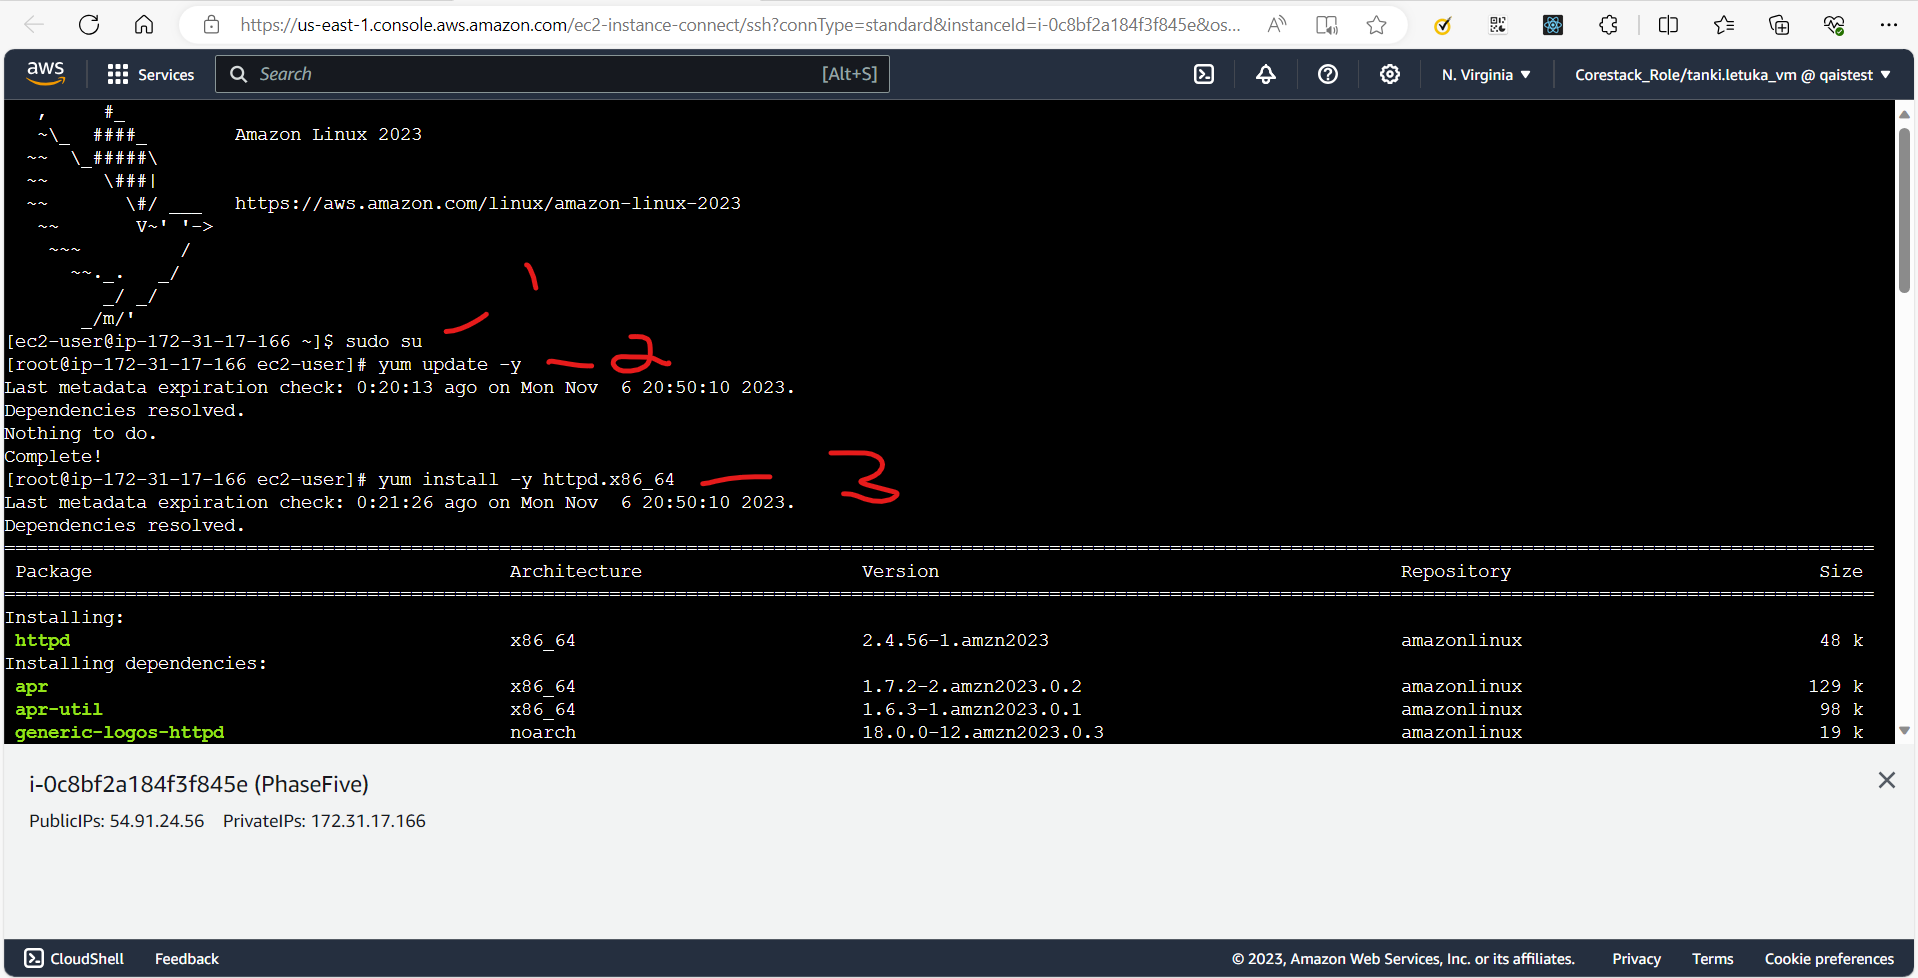 https://us-east-1.console.aws.amazon.com/ec2-instance-connect/ssh?connType=standard&instanceId=i-0c8bf2a184f3f845e&os...
aws Services Search [Alt+S] N. Virginia ▼ Corestack_Role/tanki.letuka_vm @ qaistest ▼
   ,     #_
   ~\_  ####_        Amazon Linux 2023
  ~~  \_#####\
  ~~     \###|
  ~~       \#/ ___   https://aws.amazon.com/linux/amazon-linux-2023
   ~~       V~' '->
    ~~~         /
      ~~._.   _/
         _/ _/
       _/m/'
1
[ec2-user@ip-172-31-17-166 ~]$ sudo su
[root@ip-172-31-17-166 ec2-user]# yum update -y — 2
Last metadata expiration check: 0:20:13 ago on Mon Nov  6 20:50:10 2023.
Dependencies resolved.
Nothing to do.
Complete!
[root@ip-172-31-17-166 ec2-user]# yum install -y httpd.x86_64 — 3
Last metadata expiration check: 0:21:26 ago on Mon Nov  6 20:50:10 2023.
Dependencies resolved.
Package Architecture Version Repository Size
Installing:
httpd x86_64 2.4.56-1.amzn2023 amazonlinux 48 k
Installing dependencies:
apr x86_64 1.7.2-2.amzn2023.0.2 amazonlinux 129 k
apr-util x86_64 1.6.3-1.amzn2023.0.1 amazonlinux 98 k
generic-logos-httpd noarch 18.0.0-12.amzn2023.0.3 amazonlinux 19 k
i-0c8bf2a184f3f845e (PhaseFive)
PublicIPs: 54.91.24.56 PrivateIPs: 172.31.17.166
CloudShell Feedback © 2023, Amazon Web Services, Inc. or its affiliates. Privacy Terms Cookie preferences